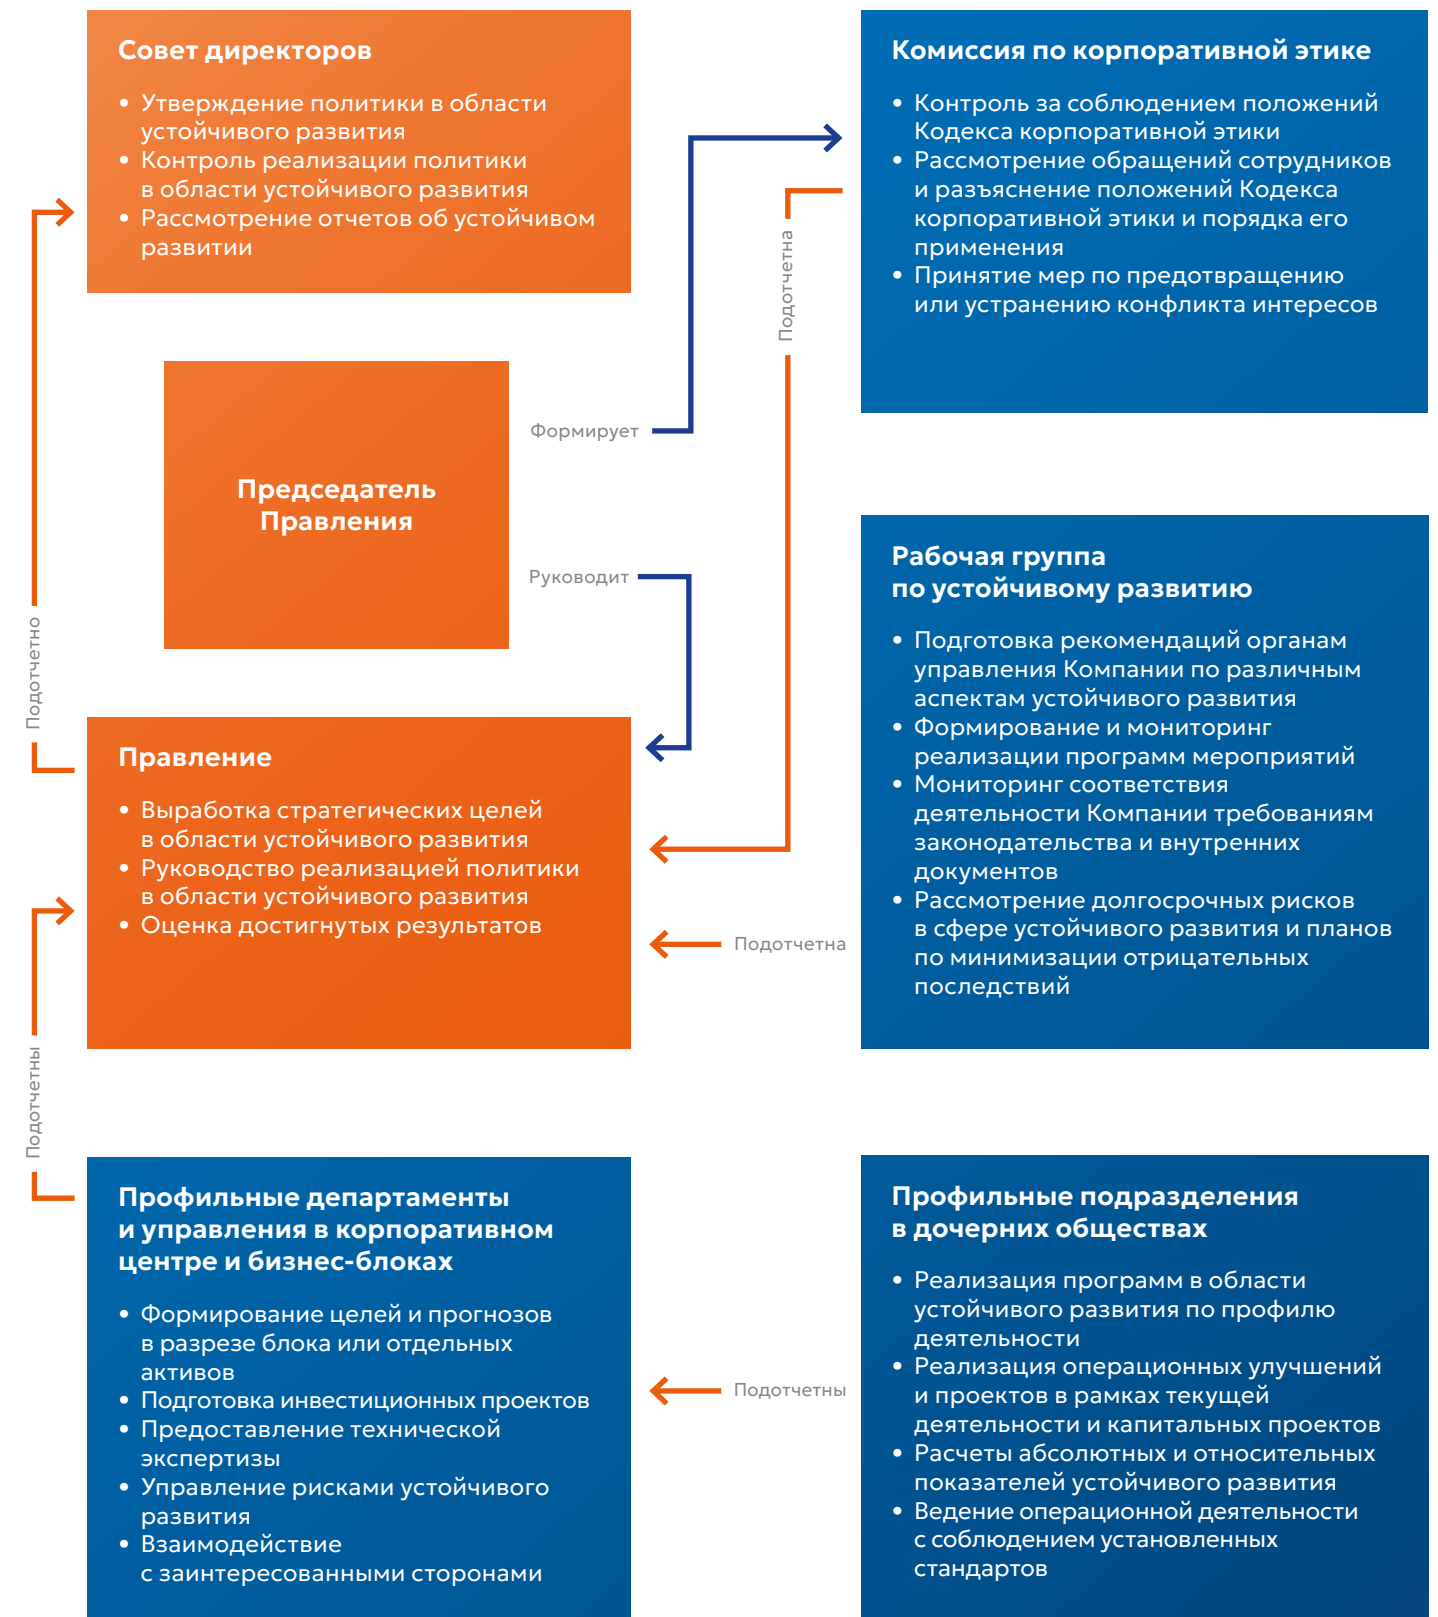 Совет директоров
• Утверждение политики в области
устойчивого развития
• Контроль реализации политики
в области устойчивого развития
• Рассмотрение отчетов об устойчивом
развитии
Комиссия по корпоративной этике
• Контроль за соблюдением положений
Кодекса корпоративной этики
• Рассмотрение обращений сотрудников
и разъяснение положений Кодекса
корпоративной этики и порядка его
применения
• Принятие мер по предотвращению
или устранению конфликта интересов
Подотчетна
Формирует
Председатель
Правления
Руководит
Подотчетно
Рабочая группа
по устойчивому развитию
• Подготовка рекомендаций органам
управления Компании по различным
аспектам устойчивого развития
• Формирование и мониторинг
реализации программ мероприятий
• Мониторинг соответствия
деятельности Компании требованиям
законодательства и внутренних
документов
• Рассмотрение долгосрочных рисков
в сфере устойчивого развития и планов
по минимизации отрицательных
последствий
Правление
• Выработка стратегических целей
в области устойчивого развития
• Руководство реализацией политики
в области устойчивого развития
• Оценка достигнутых результатов
Подотчетна
Подотчетны
Профильные департаменты
и управления в корпоративном
центре и бизнес-блоках
• Формирование целей и прогнозов
в разрезе блока или отдельных
активов
• Подготовка инвестиционных проектов
• Предоставление технической
экспертизы
• Управление рисками устойчивого
развития
• Взаимодействие
с заинтересованными сторонами
Подотчетны
Профильные подразделения
в дочерних обществах
• Реализация программ в области
устойчивого развития по профилю
деятельности
• Реализация операционных улучшений
и проектов в рамках текущей
деятельности и капитальных проектов
• Расчеты абсолютных и относительных
показателей устойчивого развития
• Ведение операционной деятельности
с соблюдением установленных
стандартов